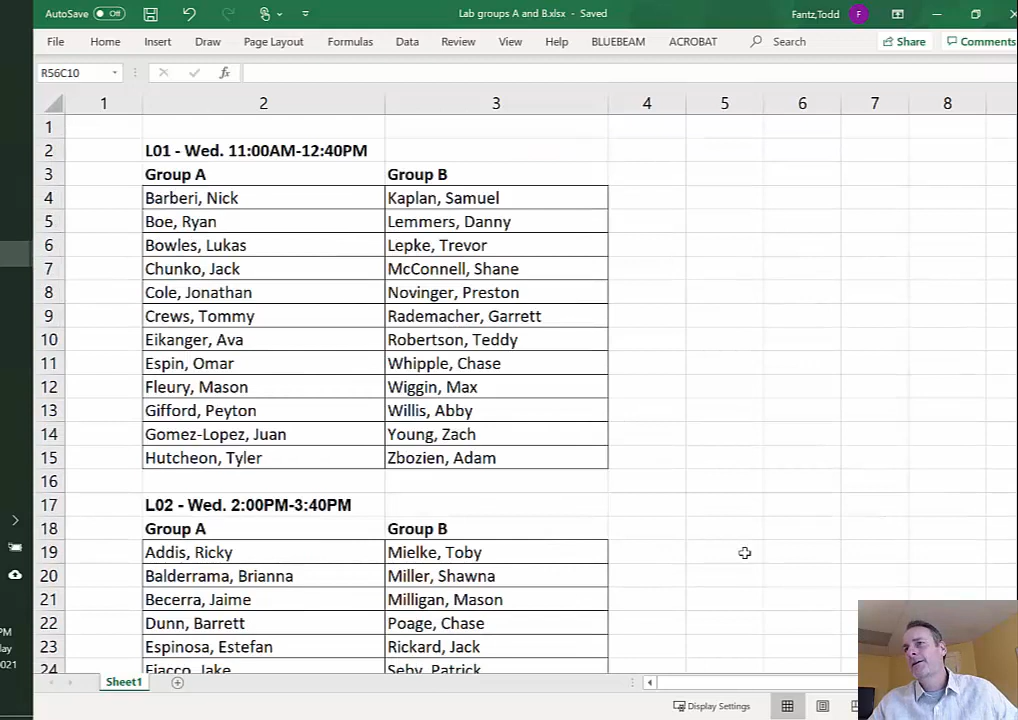 AutoSave Off Lab groups A and B.xlsx - Saved Fantz,Todd F
File Home Insert Draw Page Layout Formulas Data Review View Help BLUEBEAM ACROBAT Search Share Comments
R56C10 fx
1 2 3 4 5 6 7 8
1
2 L01 - Wed. 11:00AM-12:40PM
3 Group A Group B
4 Barberi, Nick Kaplan, Samuel
5 Boe, Ryan Lemmers, Danny
6 Bowles, Lukas Lepke, Trevor
7 Chunko, Jack McConnell, Shane
8 Cole, Jonathan Novinger, Preston
9 Crews, Tommy Rademacher, Garrett
10 Eikanger, Ava Robertson, Teddy
11 Espin, Omar Whipple, Chase
12 Fleury, Mason Wiggin, Max
13 Gifford, Peyton Willis, Abby
14 Gomez-Lopez, Juan Young, Zach
15 Hutcheon, Tyler Zbozien, Adam
16
17 L02 - Wed. 2:00PM-3:40PM
18 Group A Group B
19 Addis, Ricky Mielke, Toby
20 Balderrama, Brianna Miller, Shawna
21 Becerra, Jaime Milligan, Mason
22 Dunn, Barrett Poage, Chase
23 Espinosa, Estefan Rickard, Jack
24 Fiacco, Jake Seby, Patrick
Sheet1
Display Settings